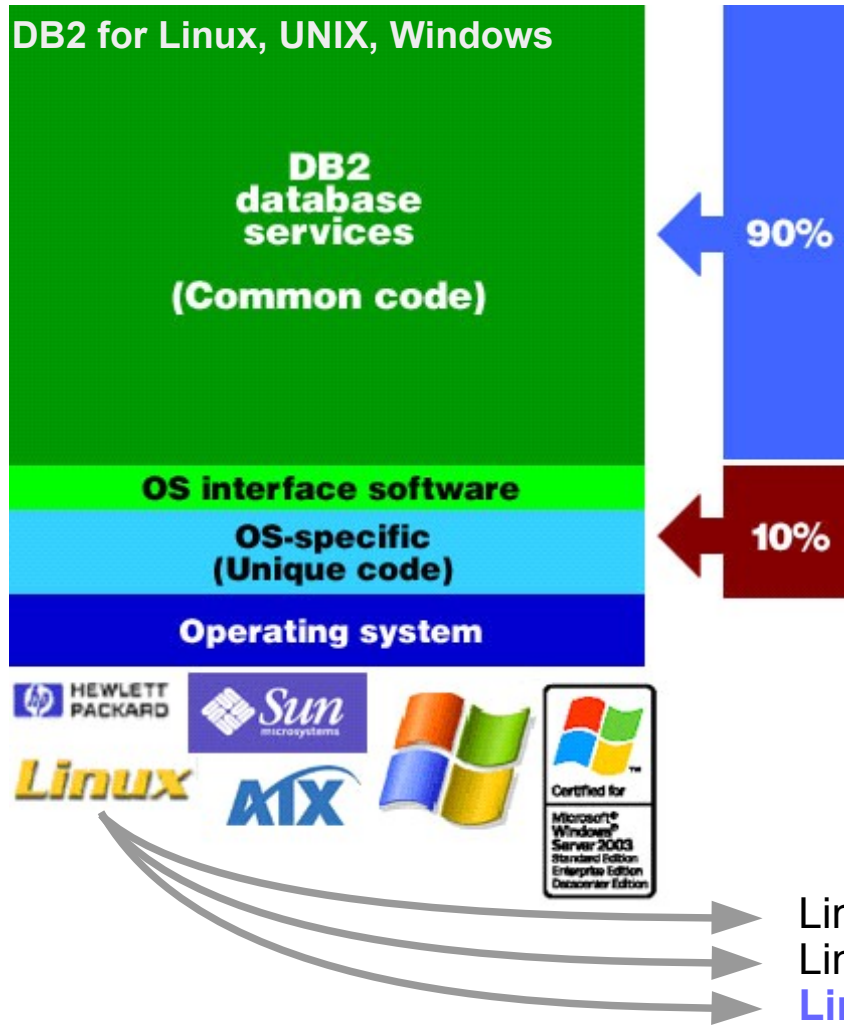 DB2 for Linux, UNIX, Windows
DB2
database
services
(Common code)
90%
OS interface software
OS-specific
(Unique code)
10%
Operating system
hp HEWLETT
PACKARD
Sun
microsystems
Linux
AIX
Certified for
Microsoft®
Windows®
Server 2003
Standard Edition
Enterprise Edition
Datacenter Edition